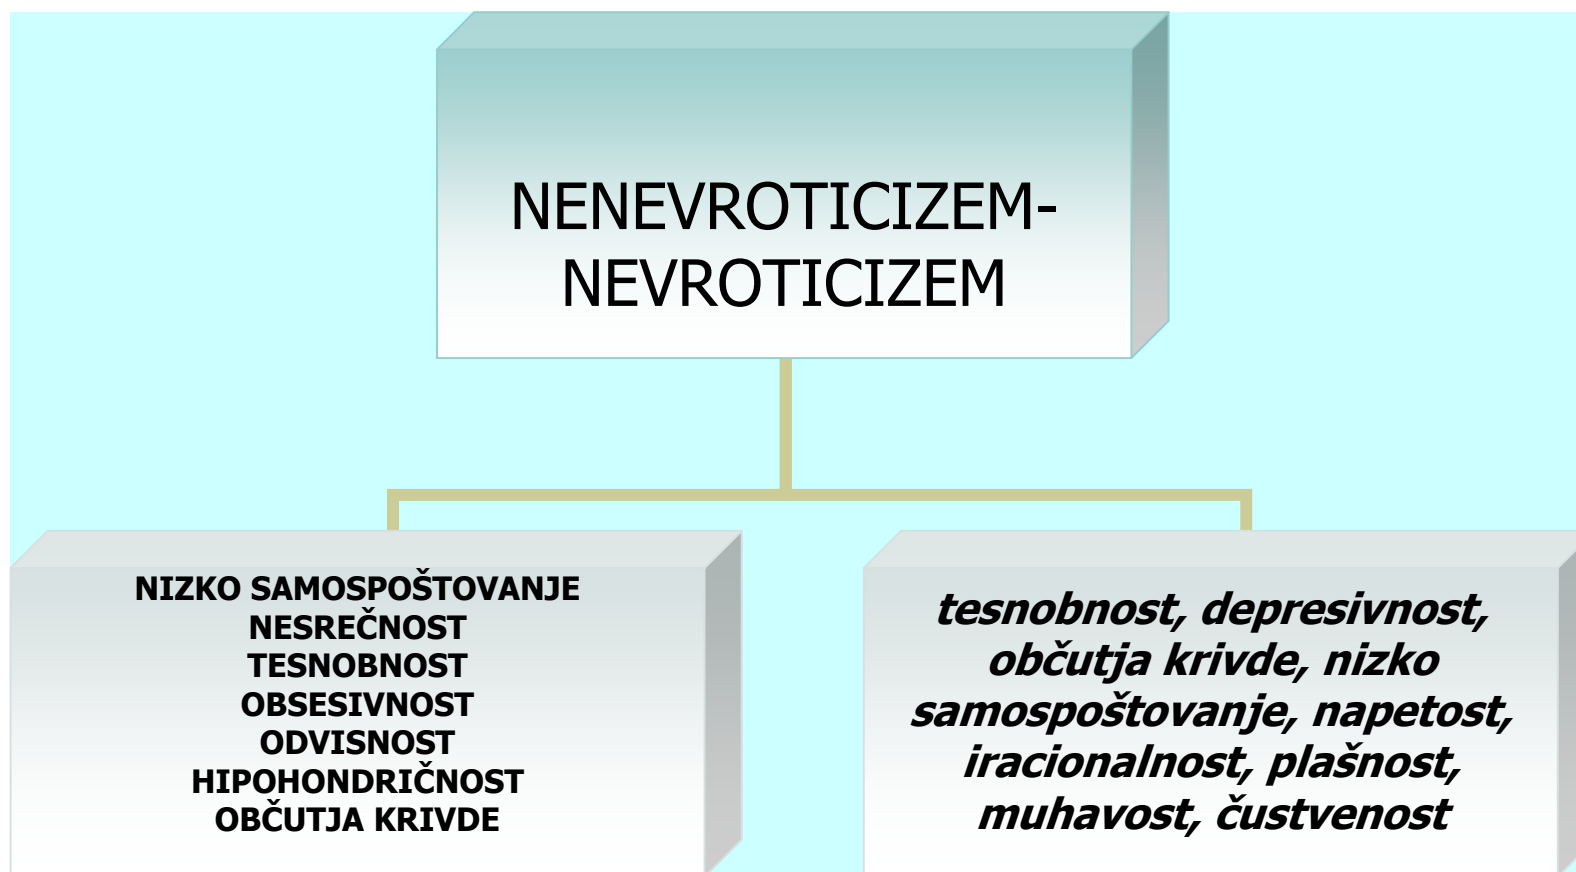 NENEVROTICIZEM-
NEVROTICIZEM
NIZKO SAMOSPOŠTOVANJE
NESREČNOST
TESNOBNOST
OBSESIVNOST
ODVISNOST
HIPOHONDRIČNOST
OBČUTJA KRIVDE
tesnobnost, depresivnost,
občutja krivde, nizko
samospoštovanje, napetost,
iracionalnost, plašnost,
muhavost, čustvenost